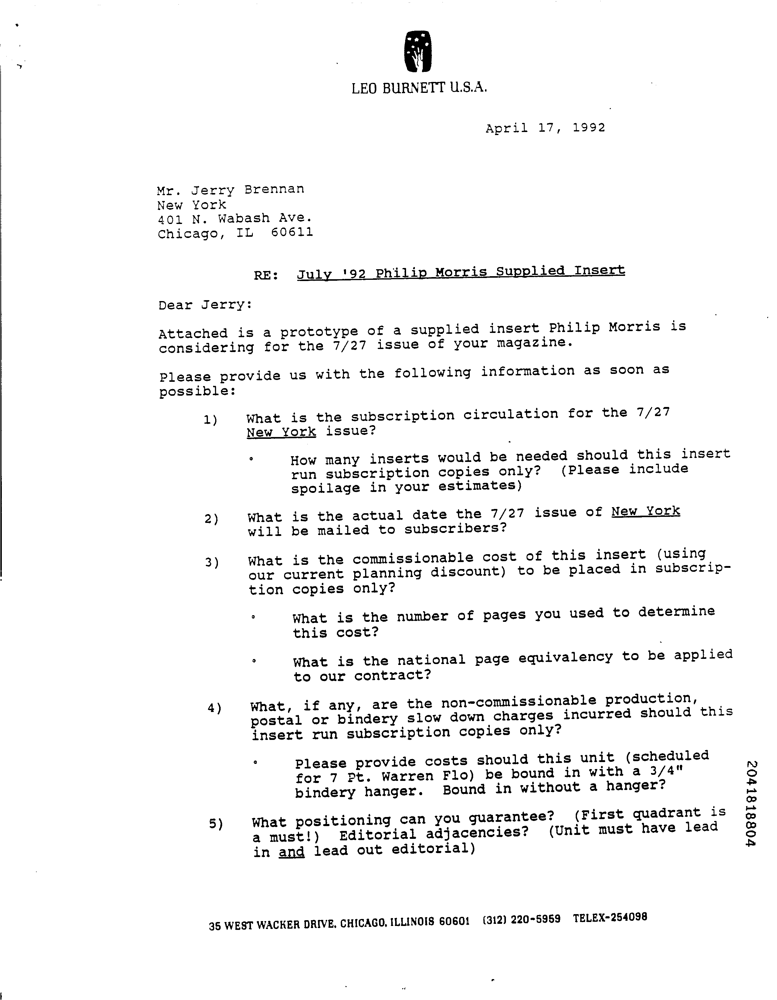 LEO BURNETT U.S.A.
April 17, 1992
Mr. Jerry Brennan
New York
401 N. Wabash Ave.
Chicago, IL  60611
RE:  July '92 Philip Morris Supplied Insert
Dear Jerry:
Attached is a prototype of a supplied insert Philip Morris is
considering for the 7/27 issue of your magazine.
Please provide us with the following information as soon as
possible:
1)  What is the subscription circulation for the 7/27
New York issue?
°  How many inserts would be needed should this insert
run subscription copies only?  (Please include
spoilage in your estimates)
2)  What is the actual date the 7/27 issue of New York
will be mailed to subscribers?
3)  What is the commissionable cost of this insert (using
our current planning discount) to be placed in subscrip-
tion copies only?
°  What is the number of pages you used to determine
this cost?
°  What is the national page equivalency to be applied
to our contract?
4)  What, if any, are the non-commissionable production,
postal or bindery slow down charges incurred should this
insert run subscription copies only?
°  Please provide costs should this unit (scheduled
for 7 Pt. Warren Flo) be bound in with a 3/4"
bindery hanger.  Bound in without a hanger?
5)  What positioning can you guarantee?  (First quadrant is
a must!)  Editorial adjacencies?  (Unit must have lead
in and lead out editorial)
2041818804
35 WEST WACKER DRIVE, CHICAGO, ILLINOIS 60601  (312) 220-5959  TELEX-254098